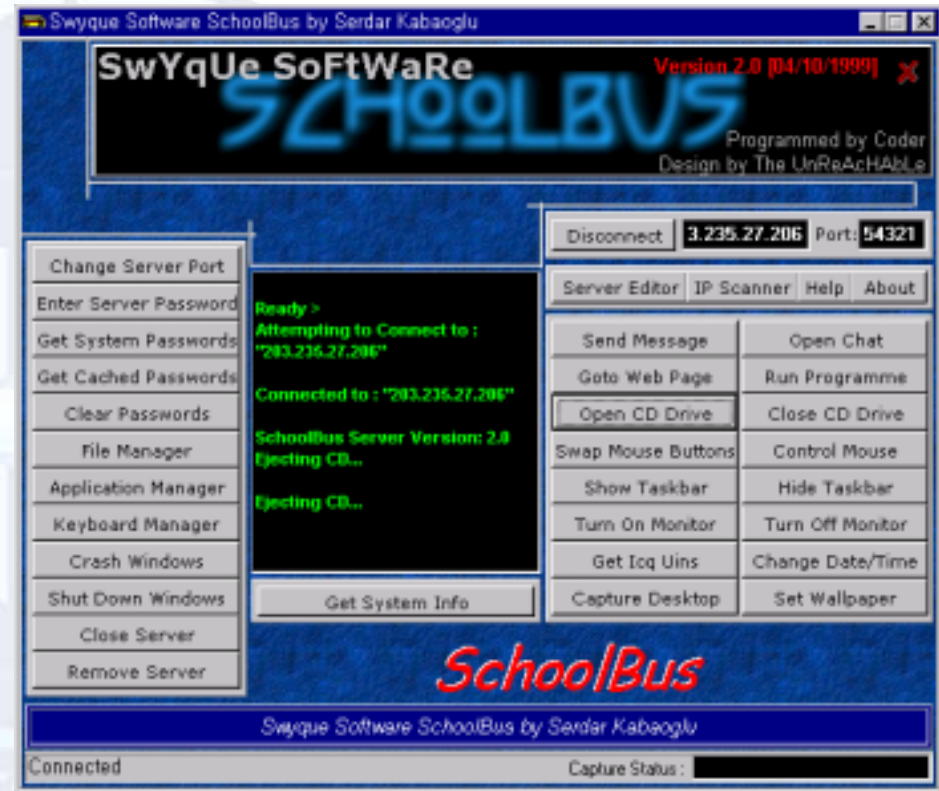 Swyque Software SchoolBus by Serdar Kabaoglu
SwYqUe SoFtWaRe
Version 2.0 [04/10/1999]
SCHOOLBUS
Programmed by Coder
Design by The UnReAcHAbLe
Disconnect 3.235.27.206 Port: 54321
Server Editor IP Scanner Help About
Change Server Port
Enter Server Password
Get System Passwords
Get Cached Passwords
Clear Passwords
File Manager
Application Manager
Keyboard Manager
Crash Windows
Shut Down Windows
Close Server
Remove Server
Ready >
Attempting to Connect to :
"203.235.27.206"
Connected to : "203.235.27.206"
SchoolBus Server Version: 2.0
Ejecting CD...
Ejecting CD...
Get System Info
Send Message Open Chat
Goto Web Page Run Programme
Open CD Drive Close CD Drive
Swap Mouse Buttons Control Mouse
Show Taskbar Hide Taskbar
Turn On Monitor Turn Off Monitor
Get Icq Uins Change Date/Time
Capture Desktop Set Wallpaper
SchoolBus
Swyque Software SchoolBus by Serdar Kabaoglu
Connected
Capture Status :